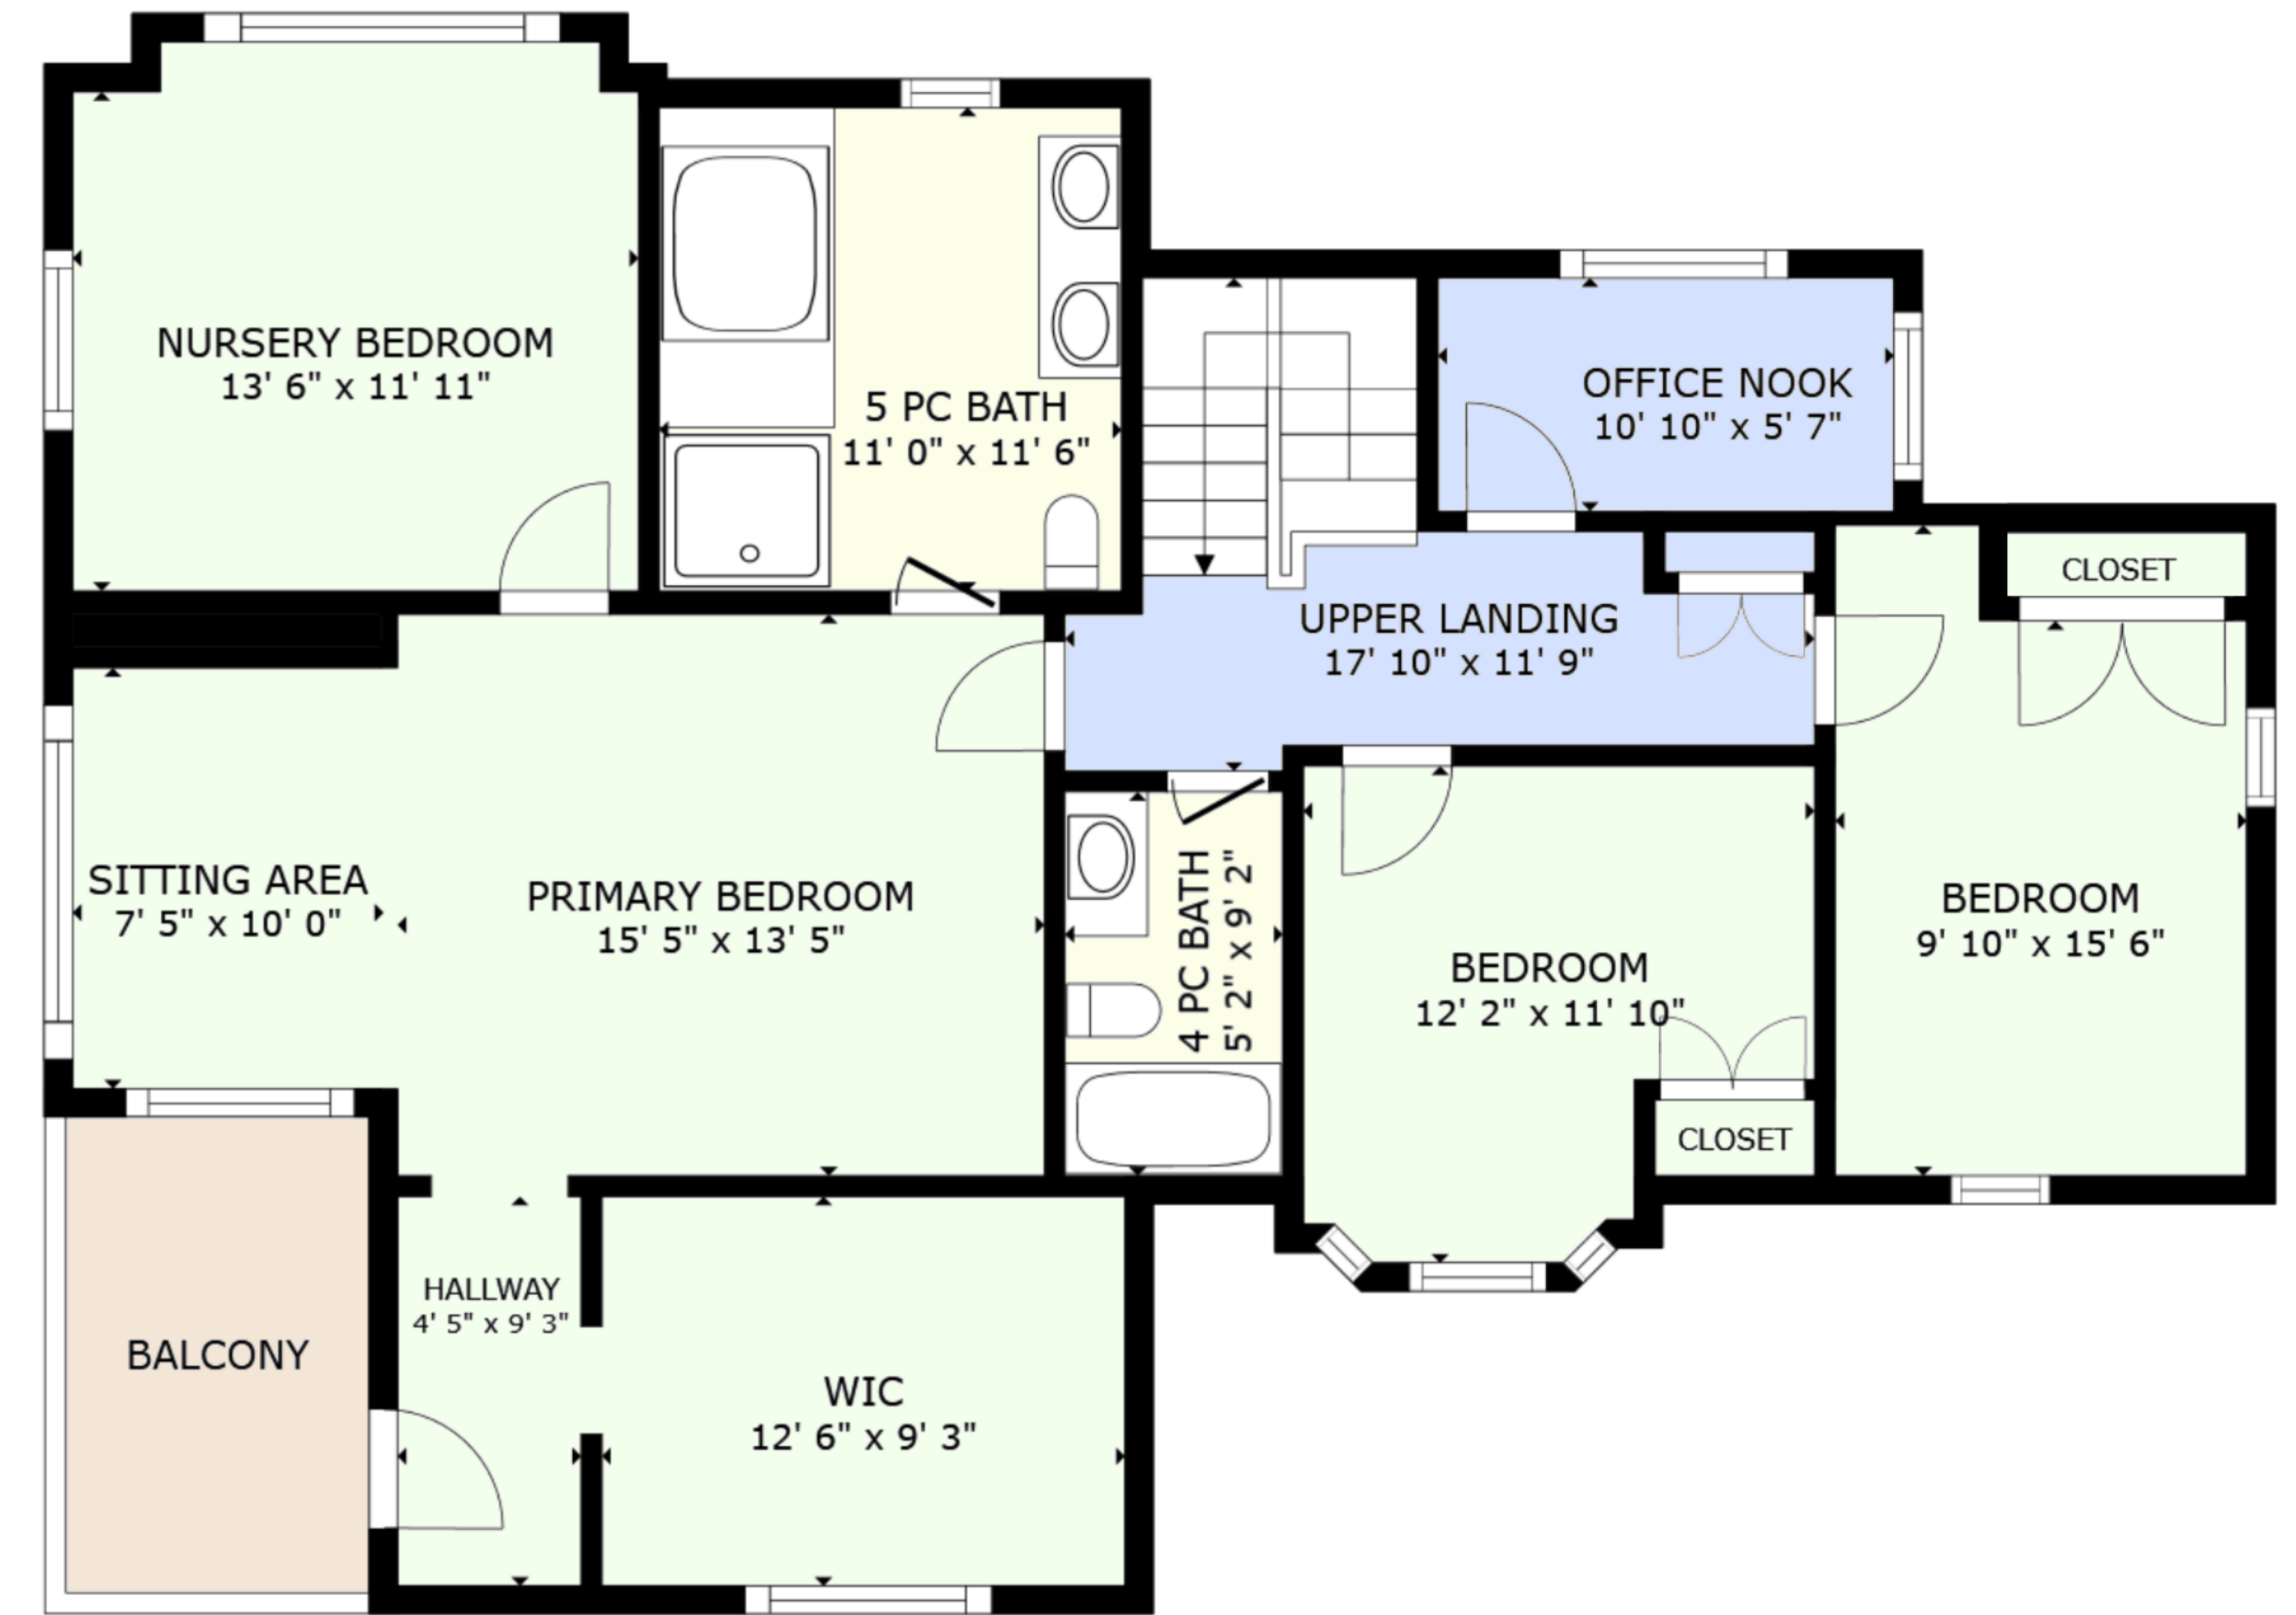 NURSERY BEDROOM
13' 6" x 11' 11"
5 PC BATH
11' 0" x 11' 6"
OFFICE NOOK
10' 10" x 5' 7"
CLOSET
UPPER LANDING
17' 10" x 11' 9"
SITTING AREA
7' 5" x 10' 0"
PRIMARY BEDROOM
15' 5" x 13' 5"
4 PC BATH
5' 2" x 9' 2"
BEDROOM
12' 2" x 11' 10"
BEDROOM
9' 10" x 15' 6"
CLOSET
HALLWAY
4' 5" x 9' 3"
BALCONY
WIC
12' 6" x 9' 3"